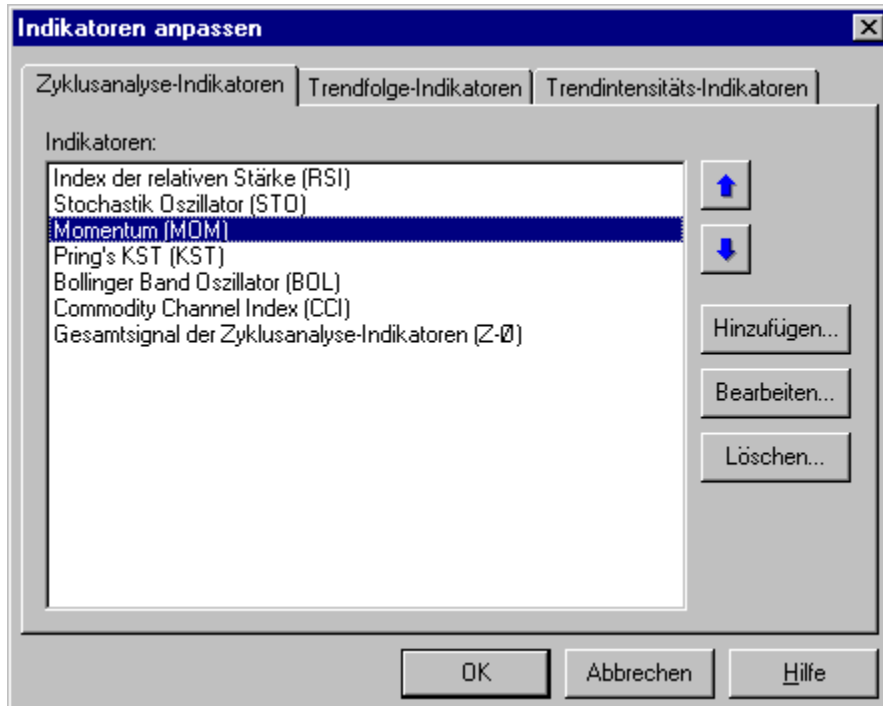 Indikatoren anpassen
Zyklusanalyse-Indikatoren Trendfolge-Indikatoren Trendintensitäts-Indikatoren
Indikatoren:
Index der relativen Stärke (RSI)
Stochastik Oszillator (STO)
Momentum (MOM)
Pring's KST (KST)
Bollinger Band Oszillator (BOL)
Commodity Channel Index (CCI)
Gesamtsignal der Zyklusanalyse-Indikatoren (Z-Ø)
Hinzufügen...
Bearbeiten...
Löschen...
OK Abbrechen Hilfe